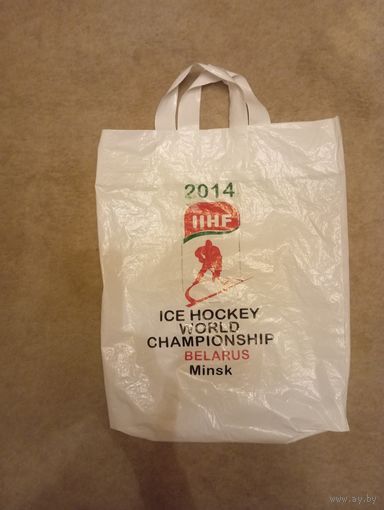 2014
IIHF
ICE HOCKEY
WORLD
CHAMPIONSHIP
BELARUS
Minsk
www.ay.by